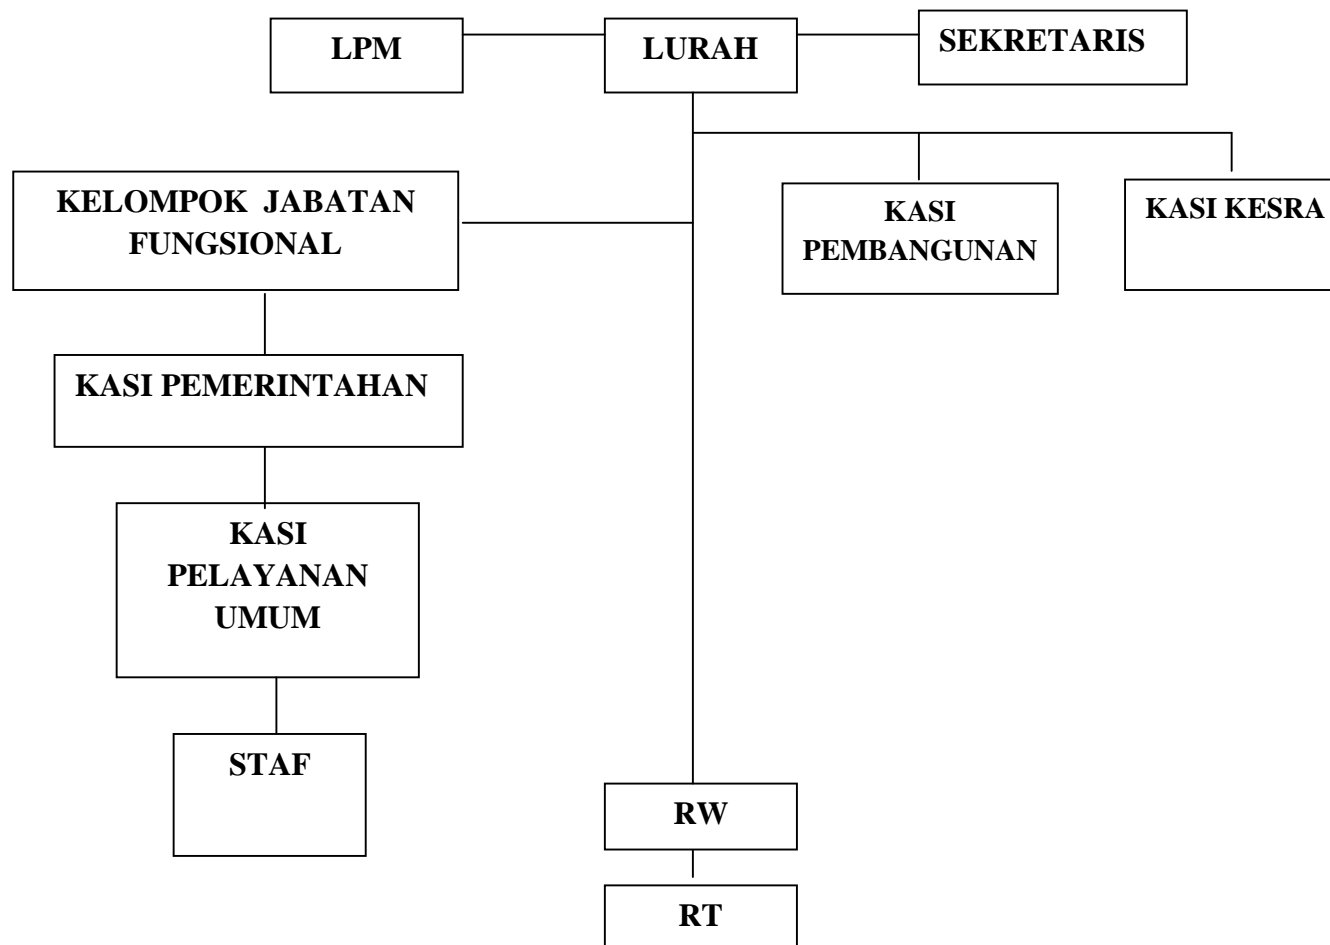 LPM
LURAH
SEKRETARIS
KELOMPOK JABATAN
FUNGSIONAL
KASI
PEMBANGUNAN
KASI KESRA
KASI PEMERINTAHAN
KASI
PELAYANAN
UMUM
STAF
RW
RT